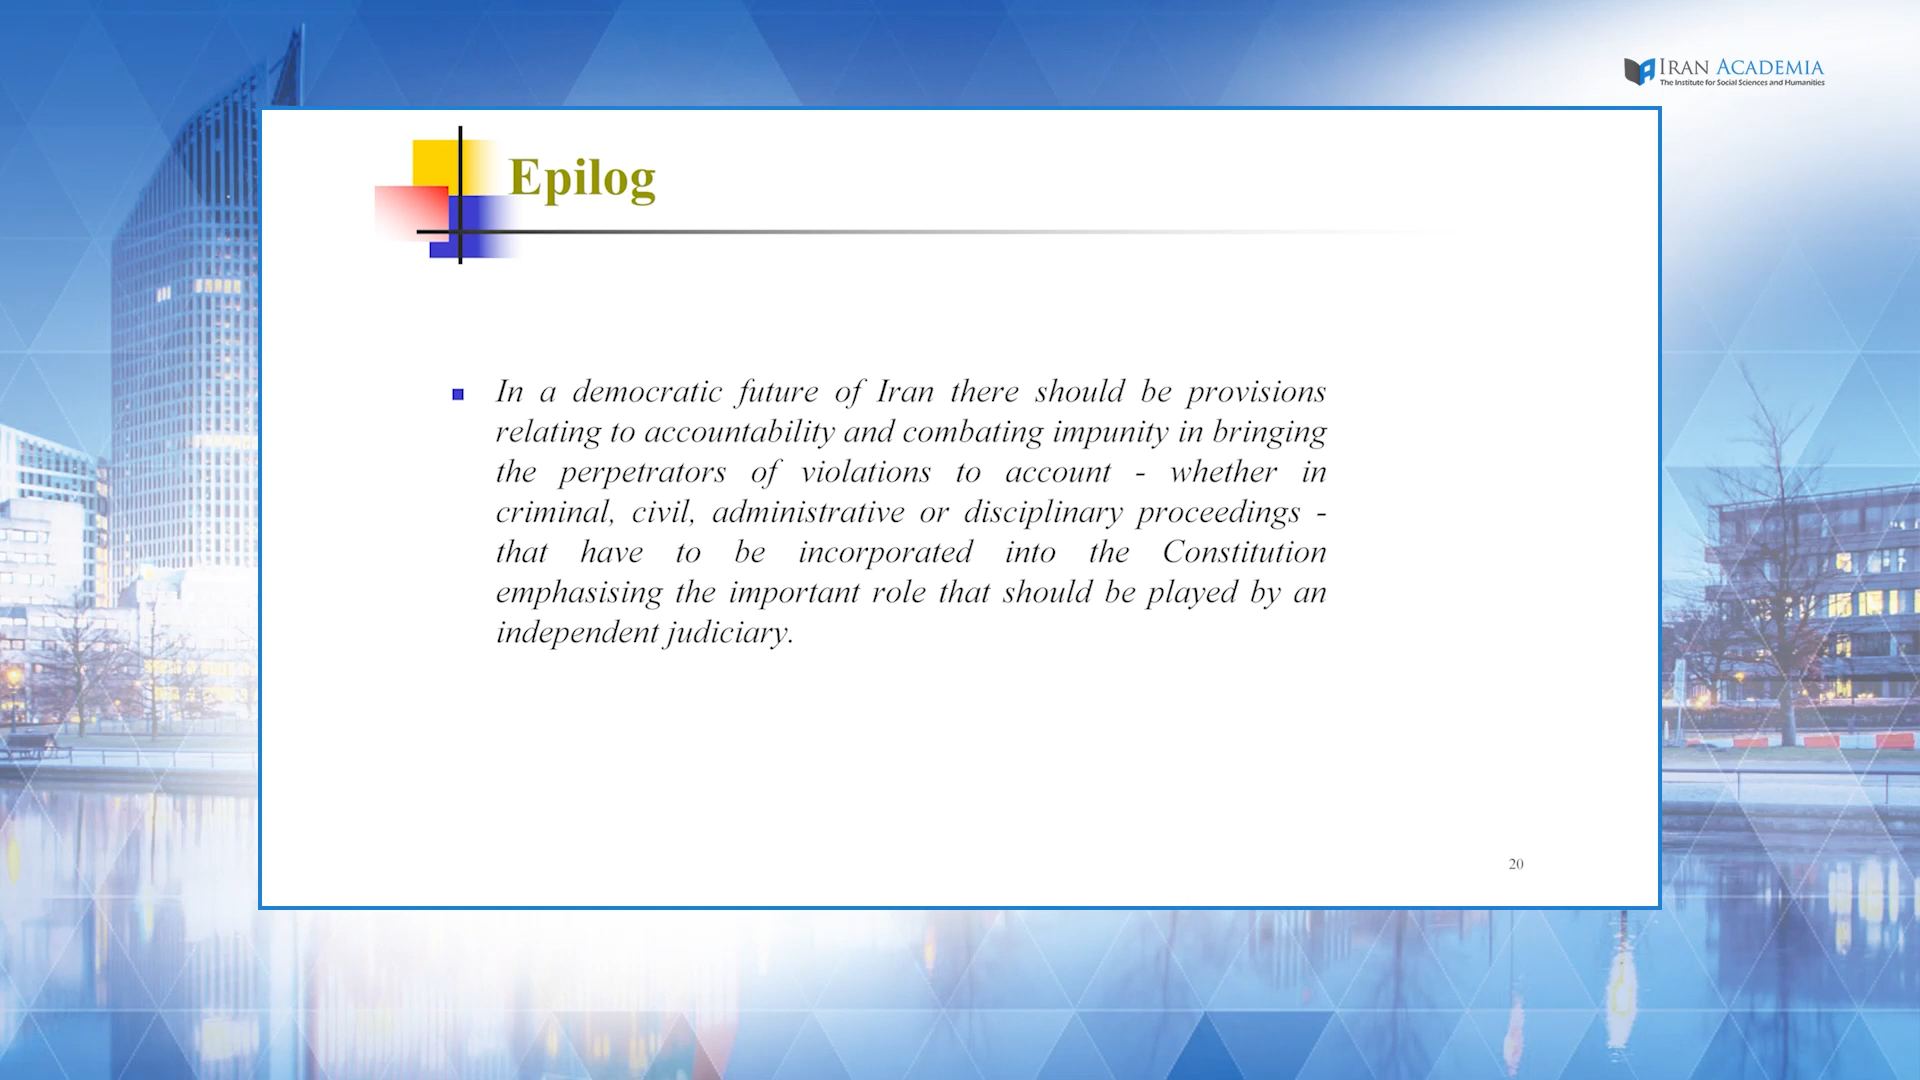 IRAN ACADEMIA
The Institute for Social Sciences and Humanities
Epilog
In a democratic future of Iran there should be provisions
relating to accountability and combating impunity in bringing
the perpetrators of violations to account - whether in
criminal, civil, administrative or disciplinary proceedings -
that have to be incorporated into the Constitution
emphasising the important role that should be played by an
independent judiciary.
20